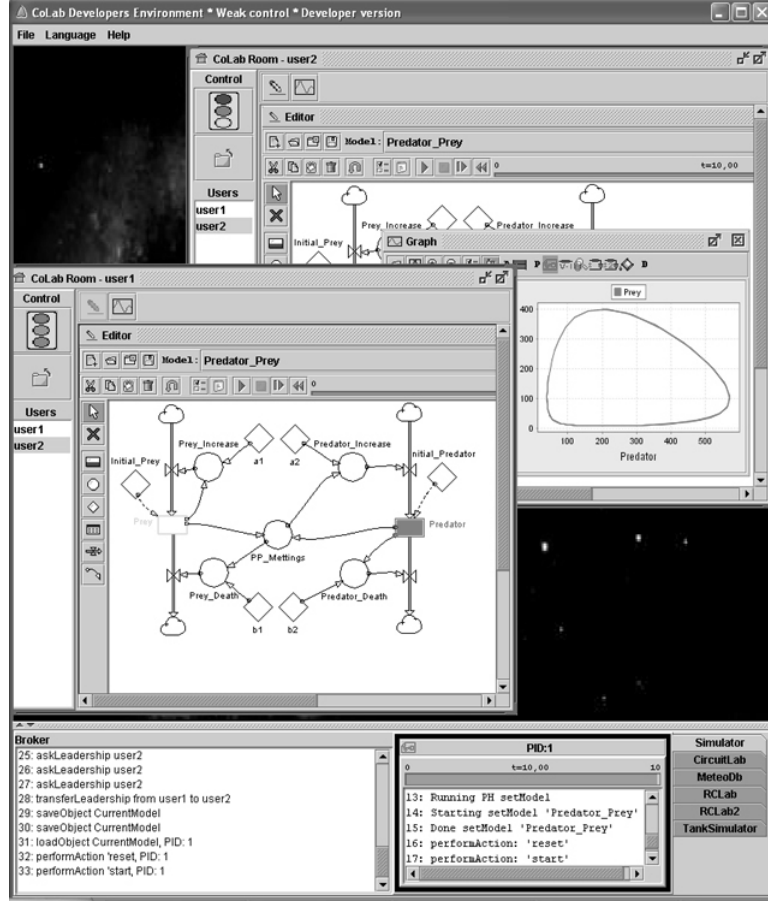 CoLab Developers Environment * Weak control * Developer version
File Language Help
CoLab Room - user2
Control
Editor
Model: Predator_Prey
0 t=10,00
Users
user1
user2
Prey_Increase Predator_Increase
Initial_Prey
Graph
P D
Prey
400
300
200
100
0
100 200 300 400 500
Predator
CoLab Room - user1
Control
Editor
Model: Predator_Prey
0
Users
user1
user2
Prey_Increase Predator_Increase
Initial_Prey a1 a2 nitial_Predator
Prey Predator
PP_Mettings
Prey_Death Predator_Death
b1 b2
Broker
25: askLeadership user2
26: askLeadership user2
27: askLeadership user2
28: transferLeadership from user1 to user2
29: saveObject CurrentModel
30: saveObject CurrentModel
31: loadObject CurrentModel, PID: 1
32: performAction 'reset, PID: 1
33: performAction 'start, PID: 1
PID:1
0 t=10,00 10
13: Running PH setModel
14: Starting setModel 'Predator_Prey'
15: Done setModel 'Predator_Prey'
16: performAction: 'reset'
17: performAction: 'start'
Simulator
CircuitLab
MeteoDb
RCLab
RCLab2
TankSimulator